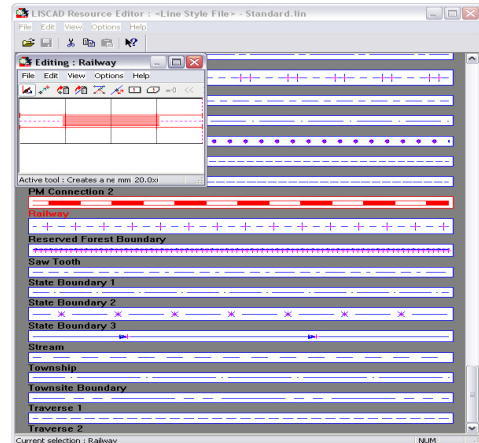 LISCAD Resource Editor : <Line Style File> - Standard.lin
File Edit View Options Help
Editing : Railway
File Edit View Options Help
Active tool : Creates a ne mm 20.0x
PM Connection 2
Railway
Reserved Forest Boundary
Saw Tooth
State Boundary 1
State Boundary 2
State Boundary 3
Stream
Township
Townsite Boundary
Traverse 1
Traverse 2
Current selection : Railway NUM